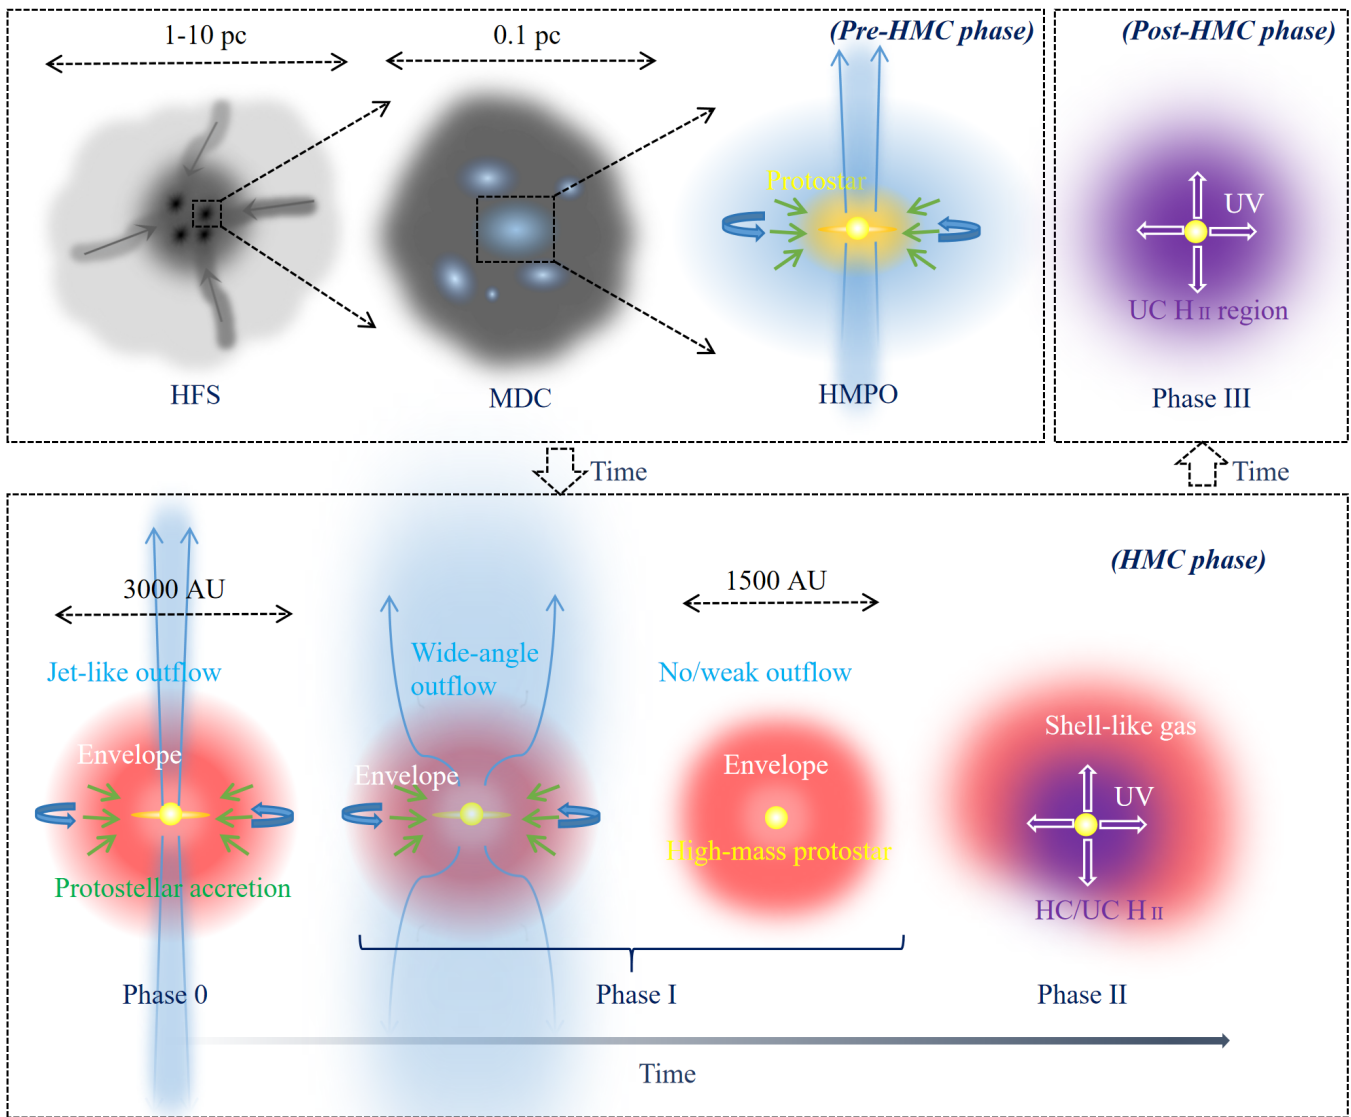 1-10 pc
0.1 pc
(Pre-HMC phase)
(Post-HMC phase)
Protostar
UV
UC H II region
HFS
MDC
HMPO
Phase III
Time
Time
(HMC phase)
3000 AU
1500 AU
Jet-like outflow
Wide-angle
outflow
No/weak outflow
Envelope
Envelope
Envelope
Shell-like gas
UV
High-mass protostar
Protostellar accretion
HC/UC H II
Phase 0
Phase I
Phase II
Time